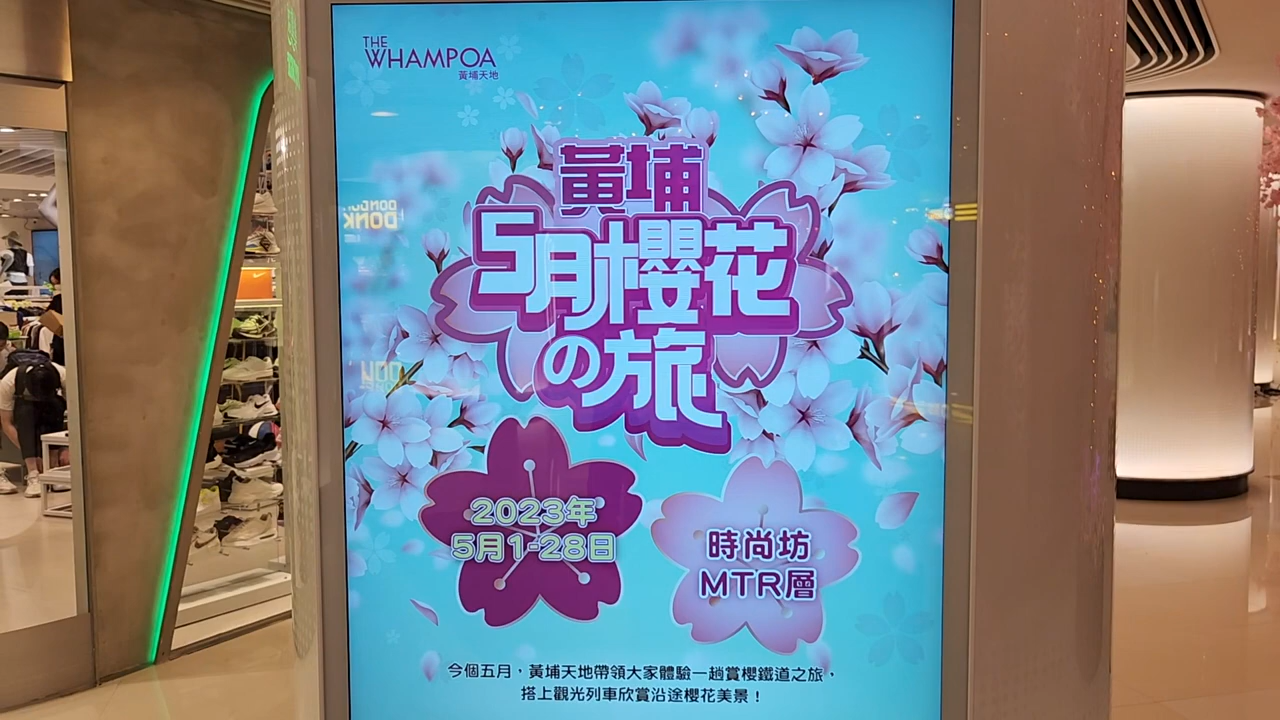 THE
WHAMPOA
黃埔天地
黃埔
5月櫻花
の旅
2023年
5月1-28日
時尚坊
MTR層
今個五月，黃埔天地帶領大家體驗一趟賞櫻鐵道之旅，
搭上觀光列車欣賞沿途櫻花美景！